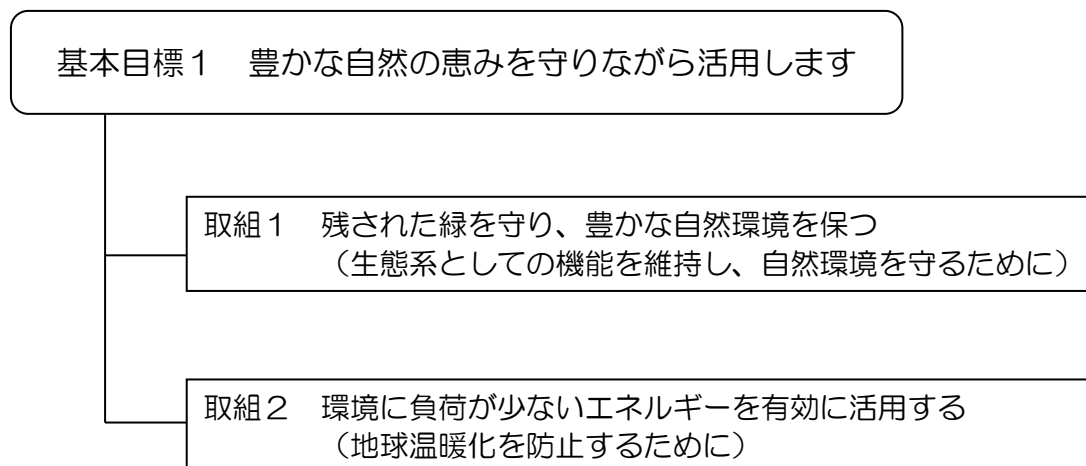 基本目標１　豊かな自然の恵みを守りながら活用します
取組１　残された緑を守り、豊かな自然環境を保つ
（生態系としての機能を維持し、自然環境を守るために）
取組２　環境に負荷が少ないエネルギーを有効に活用する
（地球温暖化を防止するために）